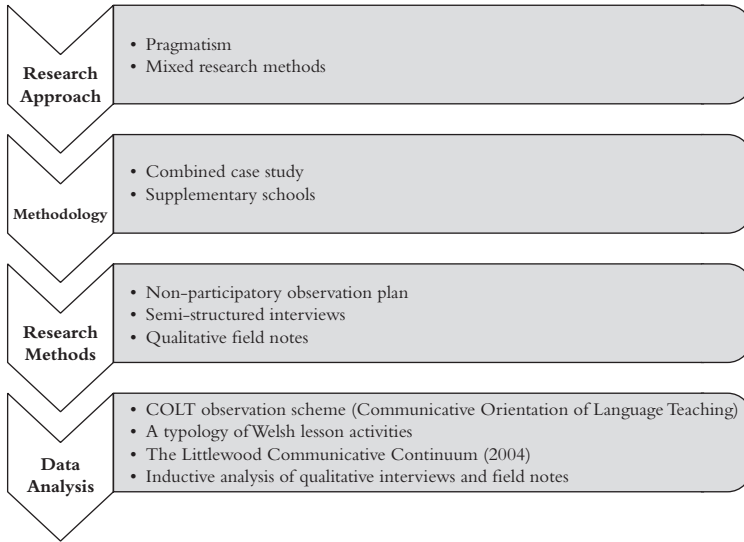 Research
Approach
• Pragmatism
• Mixed research methods
Methodology
• Combined case study
• Supplementary schools
Research
Methods
• Non-participatory observation plan
• Semi-structured interviews
• Qualitative field notes
Data
Analysis
• COLT observation scheme (Communicative Orientation of Language Teaching)
• A typology of Welsh lesson activities
• The Littlewood Communicative Continuum (2004)
• Inductive analysis of qualitative interviews and field notes